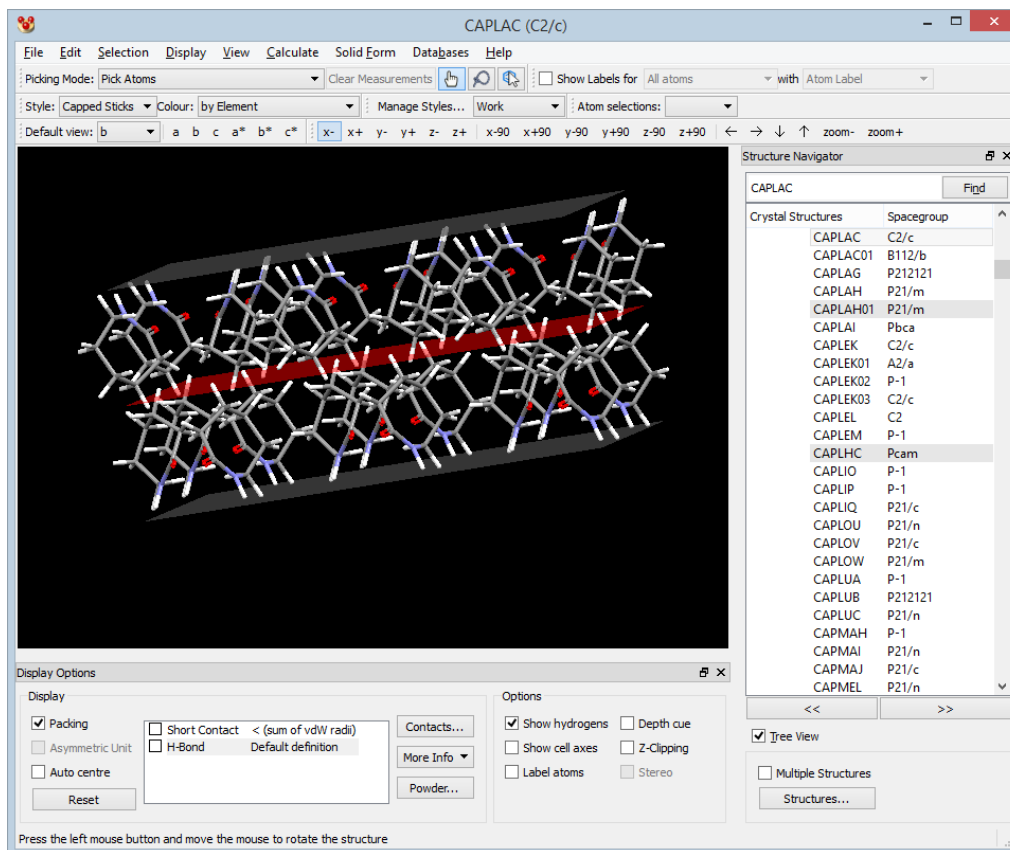 CAPLAC (C2/c)
File Edit Selection Display View Calculate Solid Form Databases Help
Picking Mode: Pick Atoms Clear Measurements Show Labels for All atoms with Atom Label
Style: Capped Sticks Colour: by Element Manage Styles... Work Atom selections:
Default view: b a b c a* b* c* x- x+ y- y+ z- z+ x-90 x+90 y-90 y+90 z-90 z+90 ← → ↓ ↑ zoom- zoom+
Structure Navigator
CAPLAC Find
Crystal Structures Spacegroup
CAPLAC C2/c
CAPLAC01 B112/b
CAPLAG P212121
CAPLAH P21/m
CAPLAH01 P21/m
CAPLAI Pbca
CAPLEK C2/c
CAPLEK01 A2/a
CAPLEK02 P-1
CAPLEK03 C2/c
CAPLEL C2
CAPLEM P-1
CAPLHC Pcam
CAPLIO P-1
CAPLIP P-1
CAPLIQ P21/c
CAPLOU P21/n
CAPLOV P21/c
CAPLOW P21/m
CAPLUA P-1
CAPLUB P212121
CAPLUC P21/n
CAPMAH P-1
CAPMAI P21/n
CAPMAJ P21/c
CAPMEL P21/n
<< >>
Tree View
Multiple Structures
Structures...
Display Options
Display
Packing
Asymmetric Unit
Auto centre
Reset
Short Contact < (sum of vdW radii)
H-Bond Default definition
Contacts...
More Info
Powder...
Options
Show hydrogens Depth cue
Show cell axes Z-Clipping
Label atoms Stereo
Press the left mouse button and move the mouse to rotate the structure